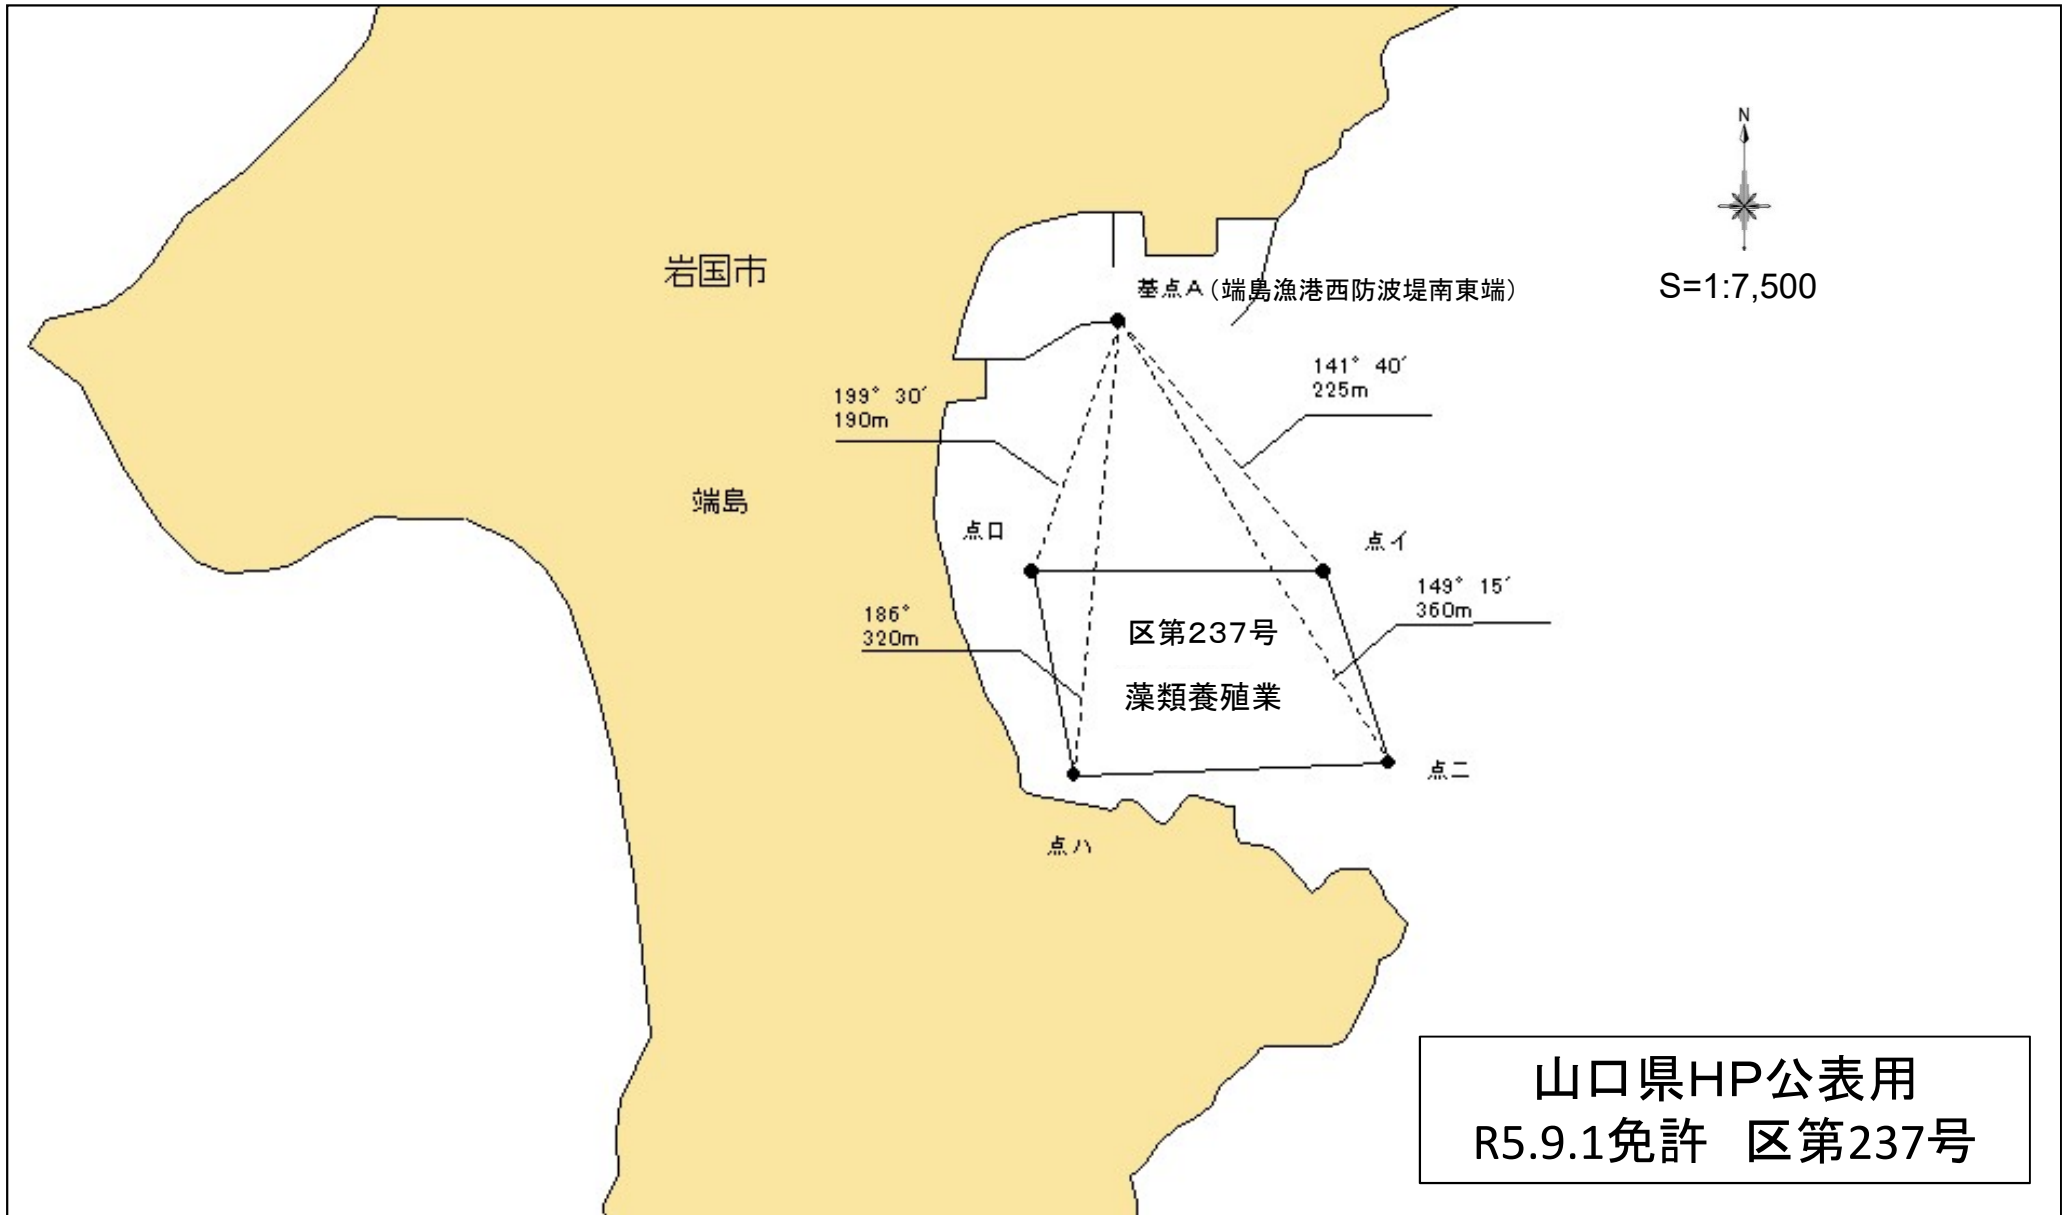 N
S=1:7,500
岩国市
基点A（端島漁港西防波堤南東端）
141°40′
225m
199°30′
190m
端島
点ロ
点イ
149°15′
360m
186°
320m
区第237号
藻類養殖業
点ニ
点ハ
山口県HP公表用
R5.9.1免許　区第237号